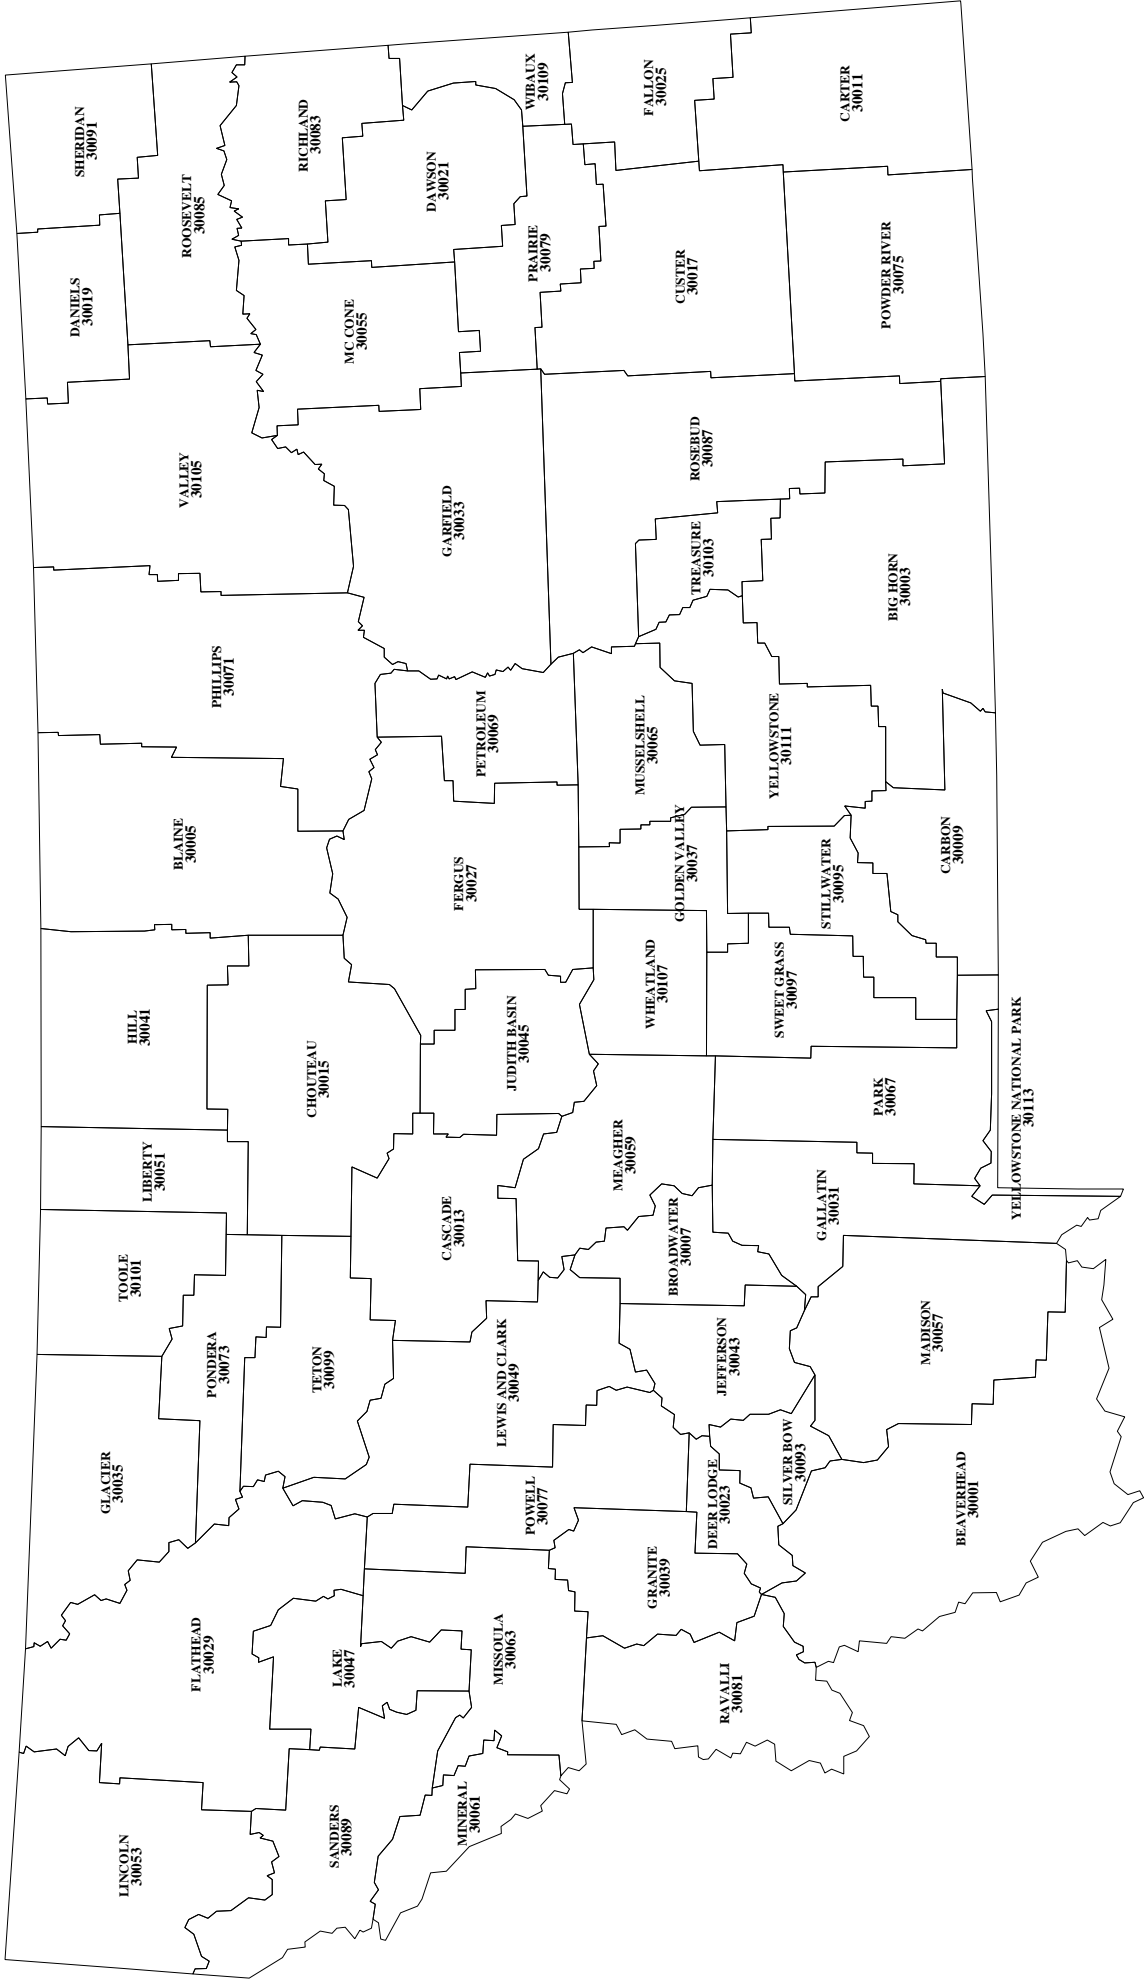 LINCOLN
30053
FLATHEAD
30029
GLACIER
30035
TOOLE
30101
LIBERTY
30051
HILL
30041
BLAINE
30005
PHILLIPS
30071
VALLEY
30105
DANIELS
30019
SHERIDAN
30091
ROOSEVELT
30085
SANDERS
30089
LAKE
30047
PONDERA
30073
TETON
30099
CHOUTEAU
30015
MC CONE
30055
RICHLAND
30083
MINERAL
30061
MISSOULA
30063
POWELL
30077
LEWIS AND CLARK
30049
CASCADE
30013
JUDITH BASIN
30045
FERGUS
30027
PETROLEUM
30069
GARFIELD
30033
DAWSON
30021
PRAIRIE
30079
WIBAUX
30109
RAVALLI
30081
GRANITE
30039
DEER LODGE
30023
JEFFERSON
30043
BROADWATER
30007
MEAGHER
30059
WHEATLAND
30107
GOLDEN VALLEY
30037
MUSSELSHELL
30065
TREASURE
30103
ROSEBUD
30087
CUSTER
30017
FALLON
30025
SILVER BOW
30093
BEAVERHEAD
30001
MADISON
30057
GALLATIN
30031
PARK
30067
SWEET GRASS
30097
STILLWATER
30095
YELLOWSTONE
30111
CARBON
30009
BIG HORN
30003
POWDER RIVER
30075
CARTER
30011
YELLOWSTONE NATIONAL PARK
30113